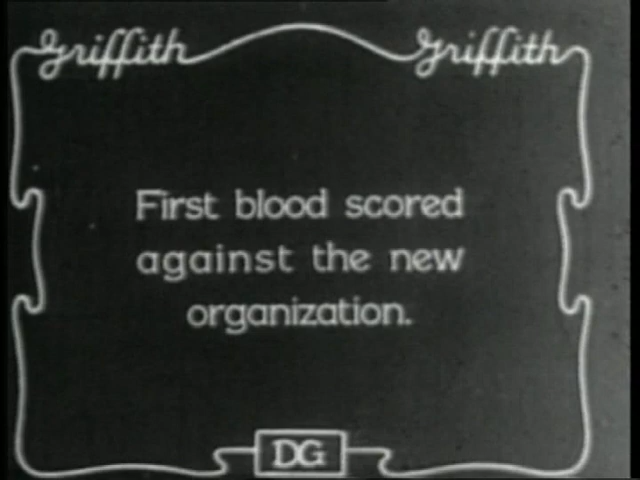 Griffith Griffith
First blood scored
against the new
organization.
DG